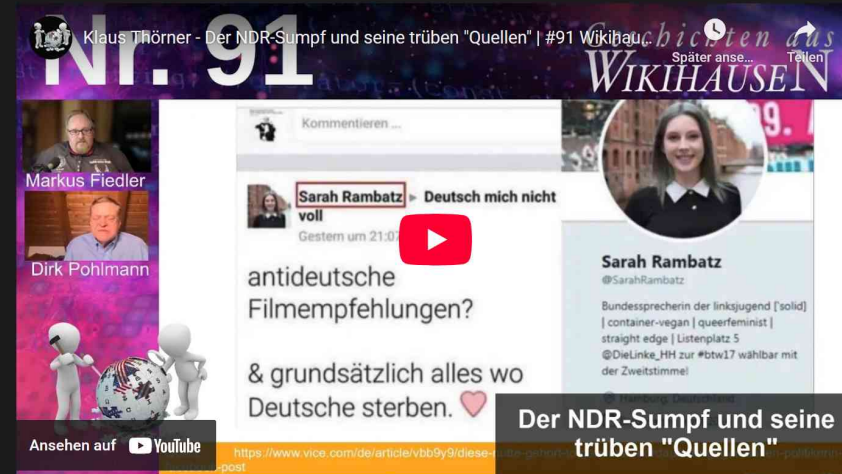 Klaus Thörner - Der NDR-Sumpf und seine trüben "Quellen" | #91 Wikihau...
Nr. 91
Geschichten aus
WIKIHAUSEN
Später anse...
Teilen
Markus Fiedler
Dirk Pohlmann
Kommentieren ...
Sarah Rambatz ▸ Deutsch mich nicht
voll
Gestern um 21:07
antideutsche
Filmempfehlungen?
& grundsätzlich alles wo
Deutsche sterben.
9.
Sarah Rambatz
@SarahRambatz
Bundessprecherin der linksjugend ['solid]
| container-vegan | queerfeminist |
straight edge | Listenplatz 5
@DieLinke_HH zur #btw17 wählbar mit
der Zweitstimme!
Hamburg, Deutschland
Der NDR-Sumpf und seine
trüben "Quellen"
Ansehen auf YouTube
https://www.vice.com/de/article/vbb9y9/diese-
post